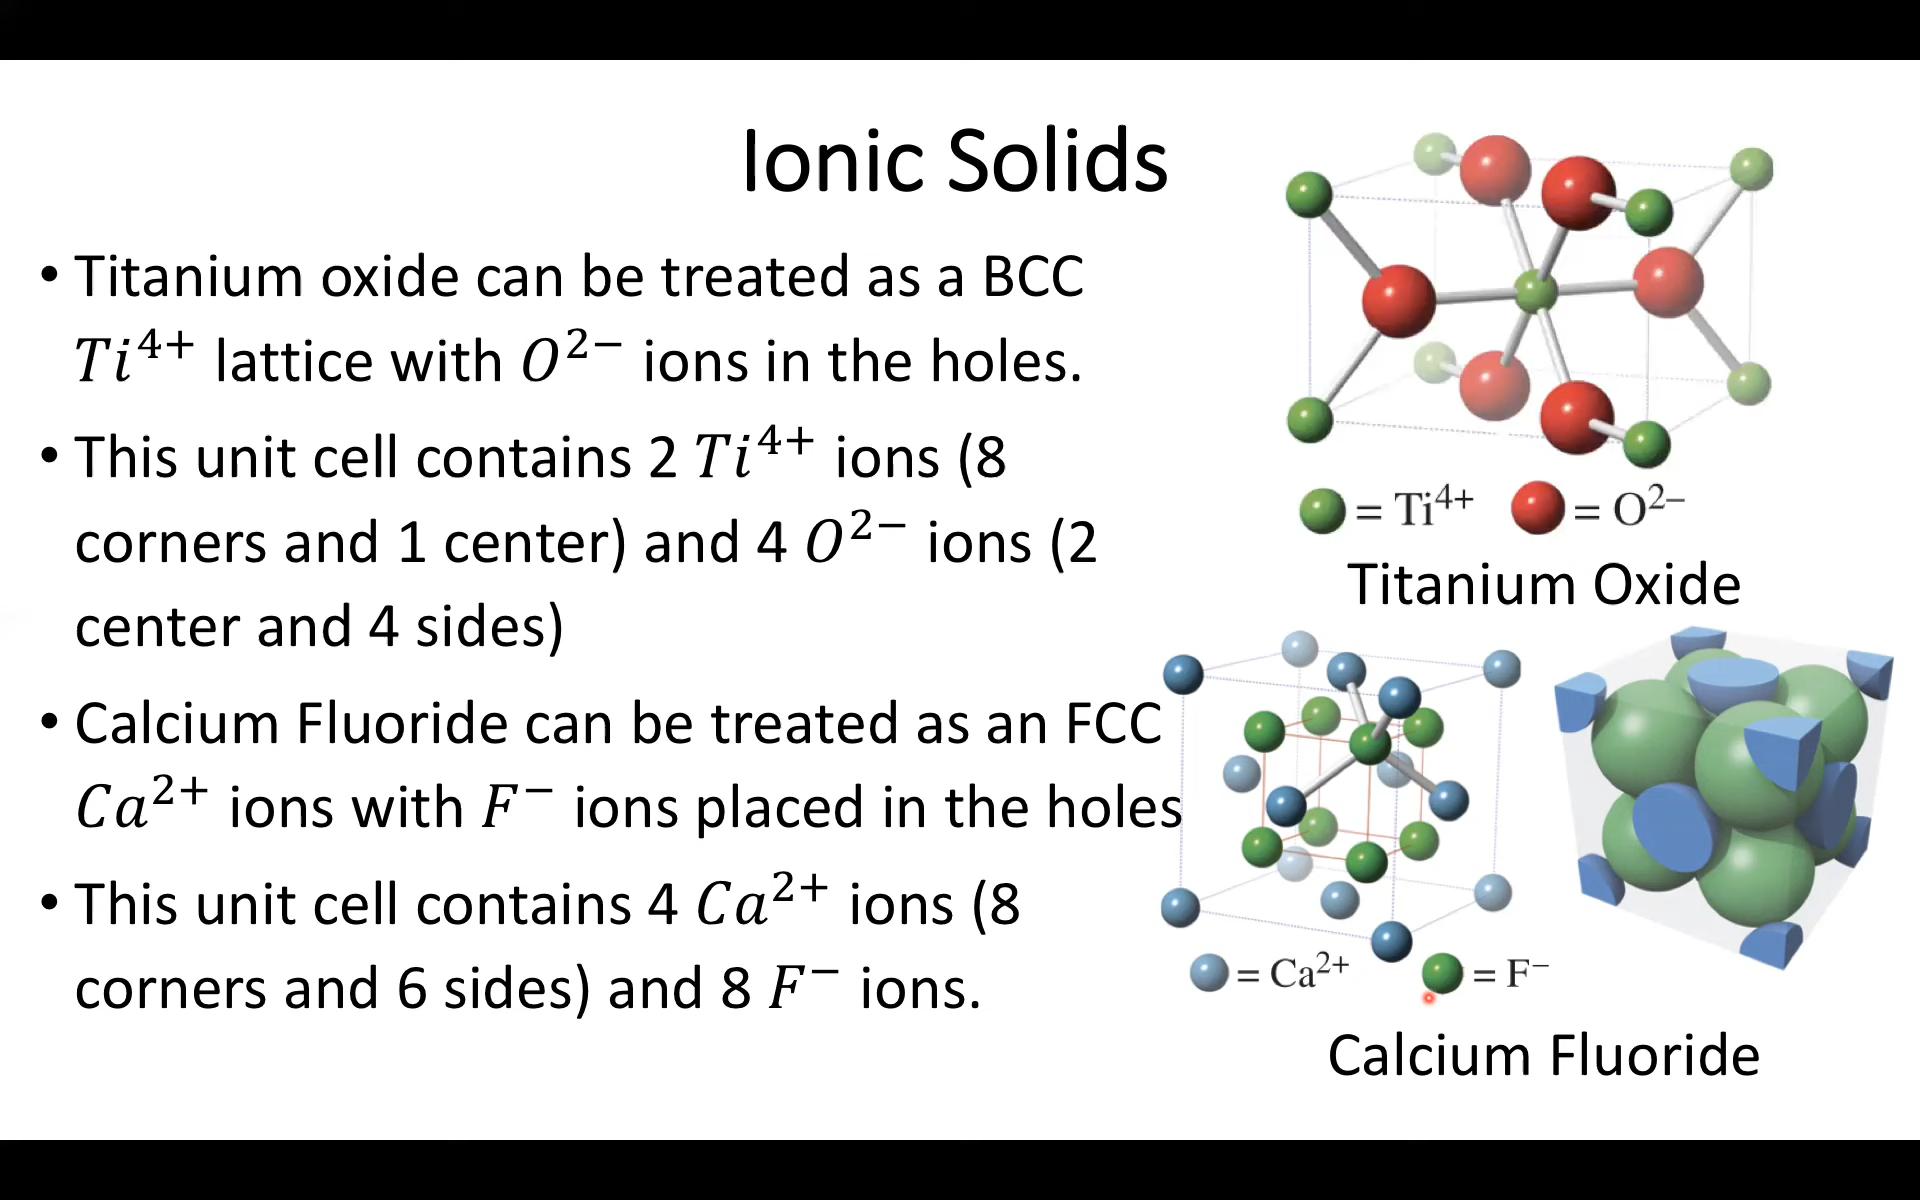 Ionic Solids
• Titanium oxide can be treated as a BCC
Ti⁴⁺ lattice with O²⁻ ions in the holes.
• This unit cell contains 2 Ti⁴⁺ ions (8
corners and 1 center) and 4 O²⁻ ions (2
center and 4 sides)
• Calcium Fluoride can be treated as an FCC
Ca²⁺ ions with F⁻ ions placed in the holes
• This unit cell contains 4 Ca²⁺ ions (8
corners and 6 sides) and 8 F⁻ ions.
= Ti⁴⁺ = O²⁻
Titanium Oxide
= Ca²⁺ = F⁻
Calcium Fluoride